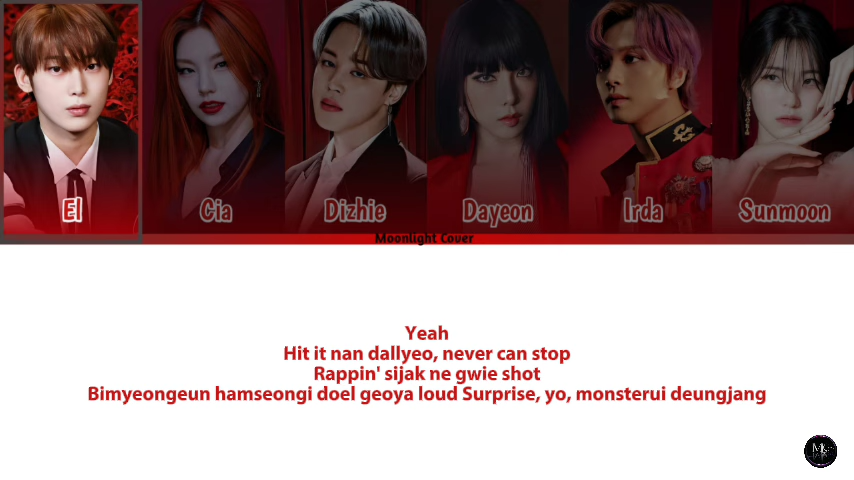 El
Cia
Dizhie
Dayeon
Irda
Sunmoon
Moonlight Cover
Yeah
Hit it nan dallyeo, never can stop
Rappin' sijak ne gwie shot
Bimyeongeun hamseongi doel geoya loud Surprise, yo, monsterui deungjang